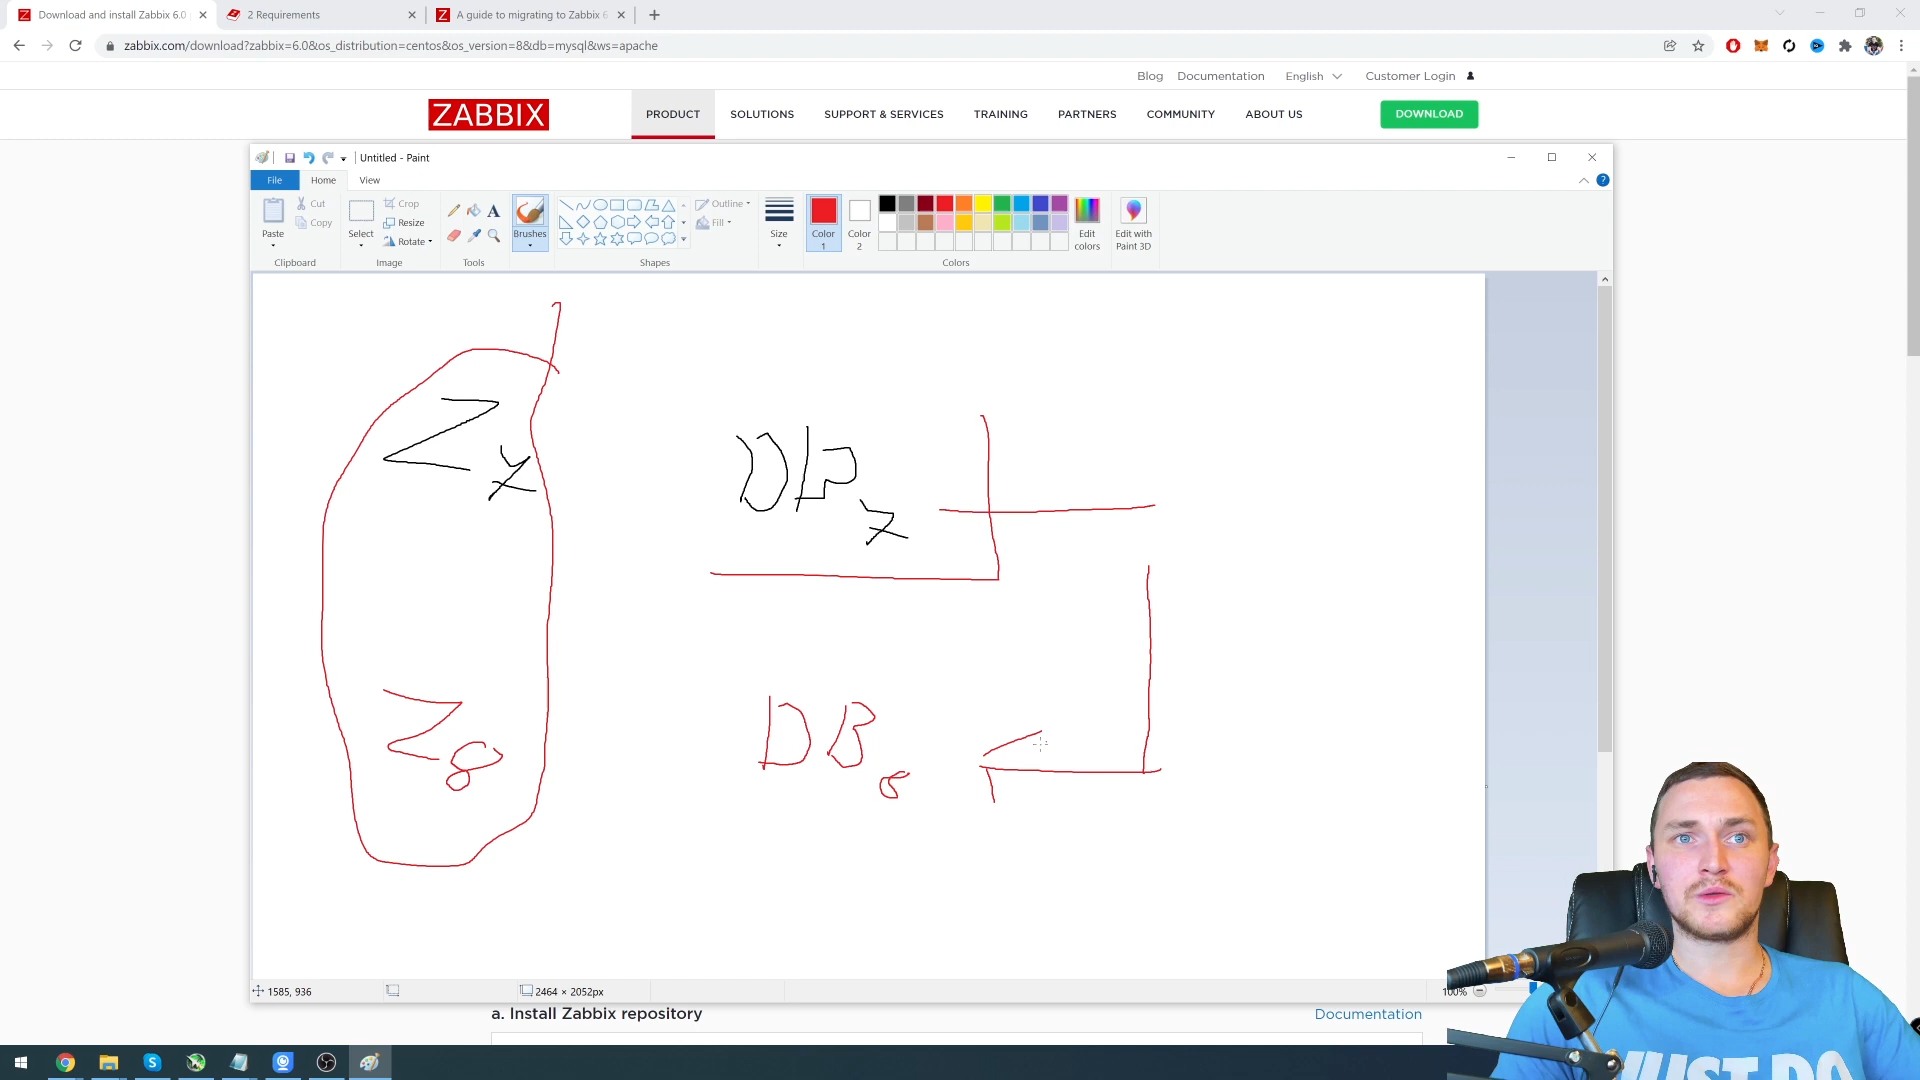 Download and install Zabbix 6.0
2 Requirements
A guide to migrating to Zabbix 6
zabbix.com/download?zabbix=6.0&os_distribution=centos&os_version=8&db=mysql&ws=apache
Blog Documentation English Customer Login
ZABBIX PRODUCT SOLUTIONS SUPPORT & SERVICES TRAINING PARTNERS COMMUNITY ABOUT US DOWNLOAD
Untitled - Paint
File Home View
Paste Cut Copy Select Crop Resize Rotate Brushes Outline Fill Size Color 1 Color 2 Edit colors Edit with Paint 3D
Clipboard Image Tools Shapes Colors
Z
Z8
DB
1585, 936 2464 × 2052px 100%
a. Install Zabbix repository Documentation
JUST DO